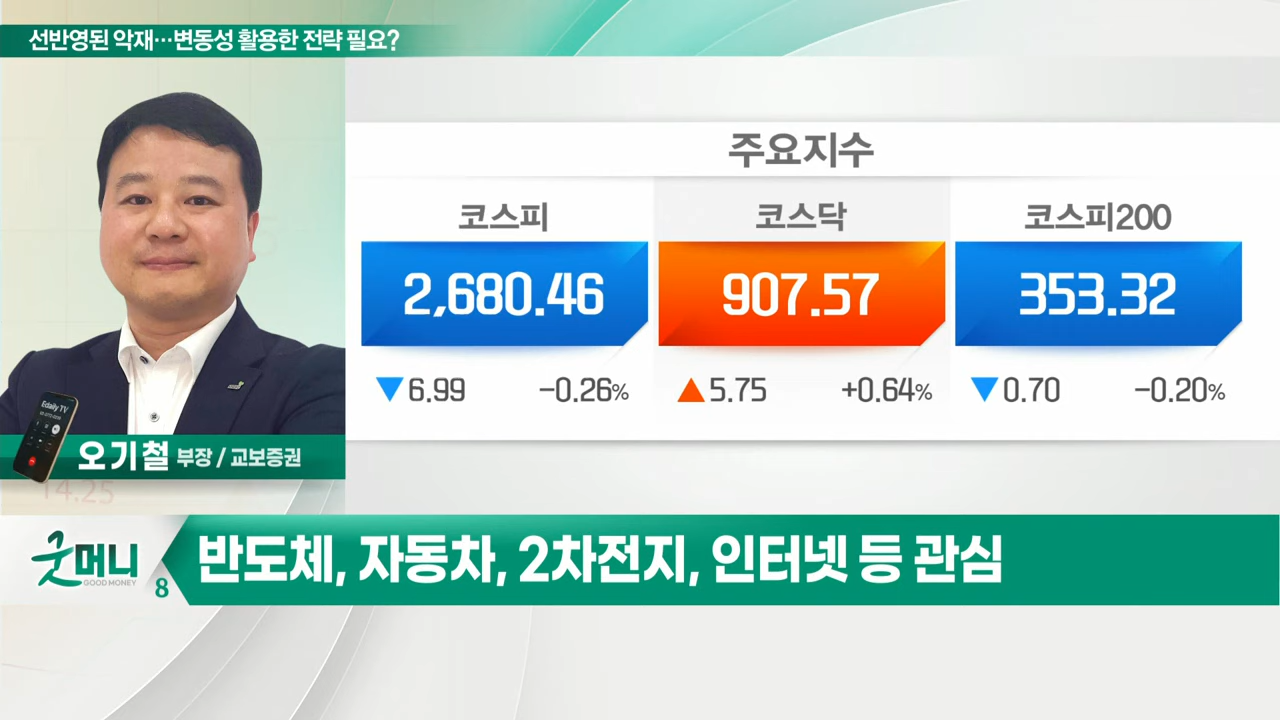 선반영된 악재…변동성 활용한 전략 필요?
주요지수
코스피 코스닥 코스피200
2,680.46 907.57 353.32
▼6.99 -0.26% ▲5.75 +0.64% ▼0.70 -0.20%
Edaily TV
오기철 부장 / 교보증권
14.25
굿머니
GOOD MONEY
8
반도체, 자동차, 2차전지, 인터넷 등 관심